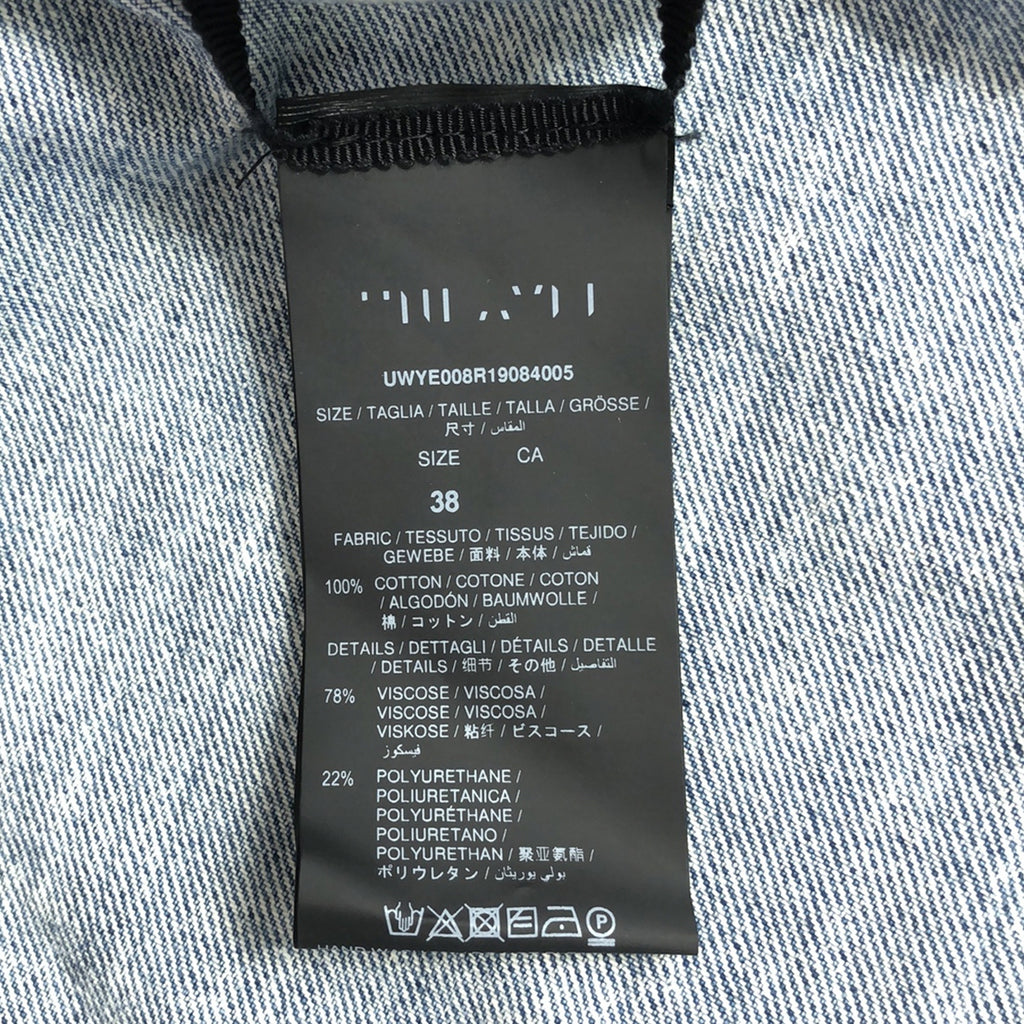 UWYE008R19084005
SIZE / TAGLIA / TAILLE / TALLA / GRÖSSE /
尺寸 / المقاس
SIZE CA
38
FABRIC / TESSUTO / TISSUS / TEJIDO /
GEWEBE / 面料 / 本体 / قماش
100% COTTON / COTONE / COTON
/ ALGODÓN / BAUMWOLLE /
棉 / コットン / القطن
DETAILS / DETTAGLI / DÉTAILS / DETALLE
/ DETAILS / 细节 / その他 / التفاصيل
78% VISCOSE / VISCOSA /
VISCOSE / VISCOSA /
VISKOSE / 粘纤 / ビスコース /
فيسكوز
22% POLYURETHANE /
POLIURETANICA /
POLYURÉTHANE /
POLIURETANO /
POLYURETHAN / 聚亚氨酯 /
ポリウレタン / بولي يوريثان
P